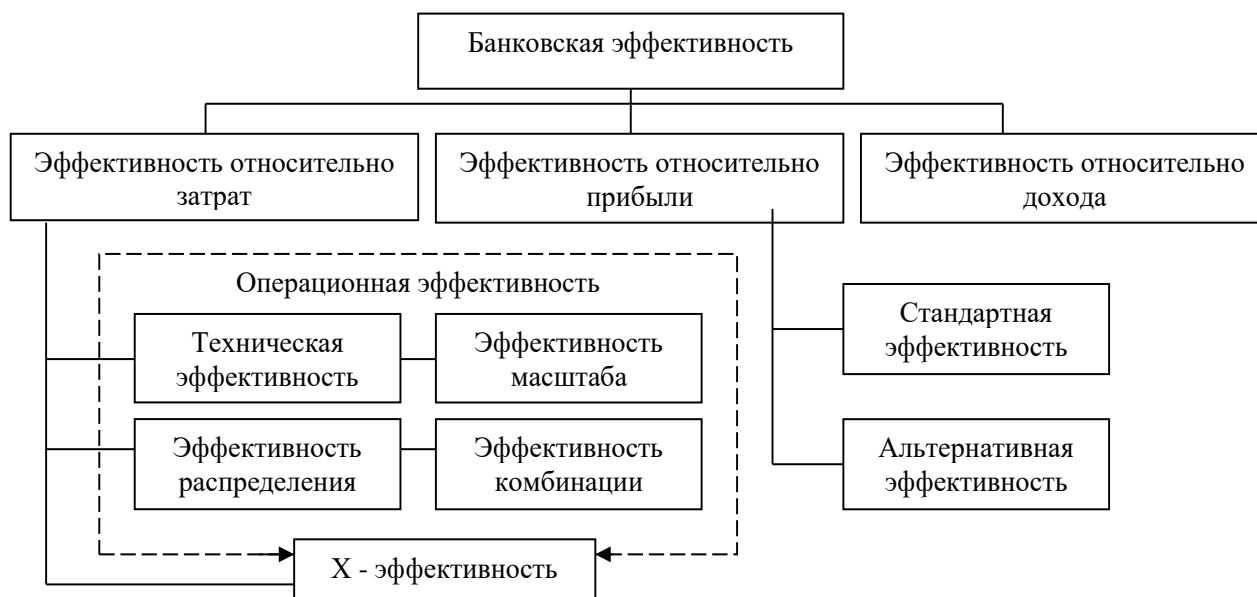 Банковская эффективность
Эффективность относительно
затрат
Эффективность относительно
прибыли
Эффективность относительно
дохода
Операционная эффективность
Техническая
эффективность
Эффективность
масштаба
Стандартная
эффективность
Эффективность
распределения
Эффективность
комбинации
Альтернативная
эффективность
Х - эффективность